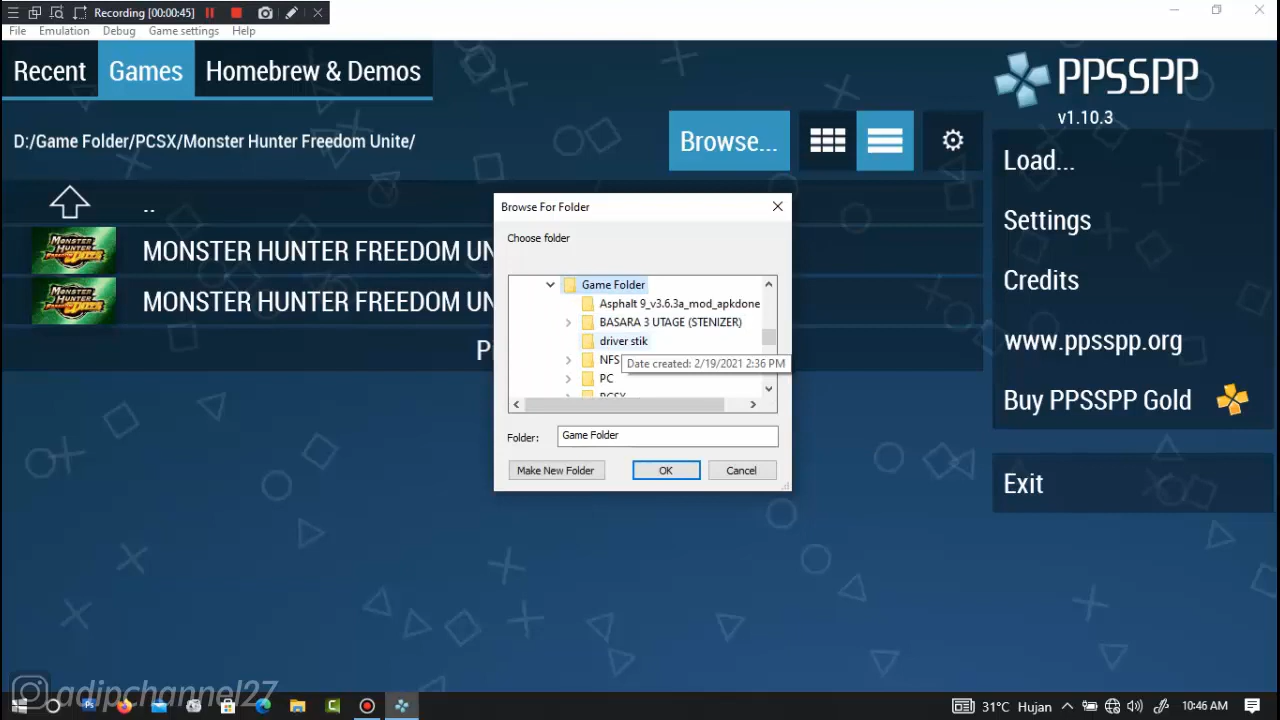 Recording [00:00:45]
File Emulation Debug Game settings Help
Recent Games Homebrew & Demos
PPSSPP
v1.10.3
D:/Game Folder/PCSX/Monster Hunter Freedom Unite/
Browse...
Load...
Settings
Credits
www.ppsspp.org
Buy PPSSPP Gold
Exit
..
MONSTER HUNTER FREEDOM UN
MONSTER HUNTER FREEDOM UN
Browse For Folder
Choose folder
Game Folder
Asphalt 9_v3.6.3a_mod_apkdone
BASARA 3 UTAGE (STENIZER)
driver stik
NFS
Date created: 2/19/2021 2:36 PM
PC
PCSX
Folder: Game Folder
Make New Folder OK Cancel
adipchannel27
31°C Hujan 10:46 AM